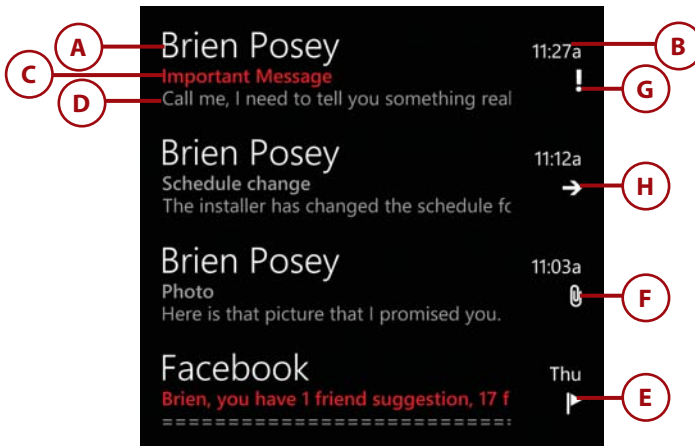 A Brien Posey 11:27a B
C Important Message ! G
D Call me, I need to tell you something real
Brien Posey 11:12a
Schedule change H
The installer has changed the schedule fo
Brien Posey 11:03a
Photo F
Here is that picture that I promised you.
Facebook Thu
Brien, you have 1 friend suggestion, 17 f E
============================